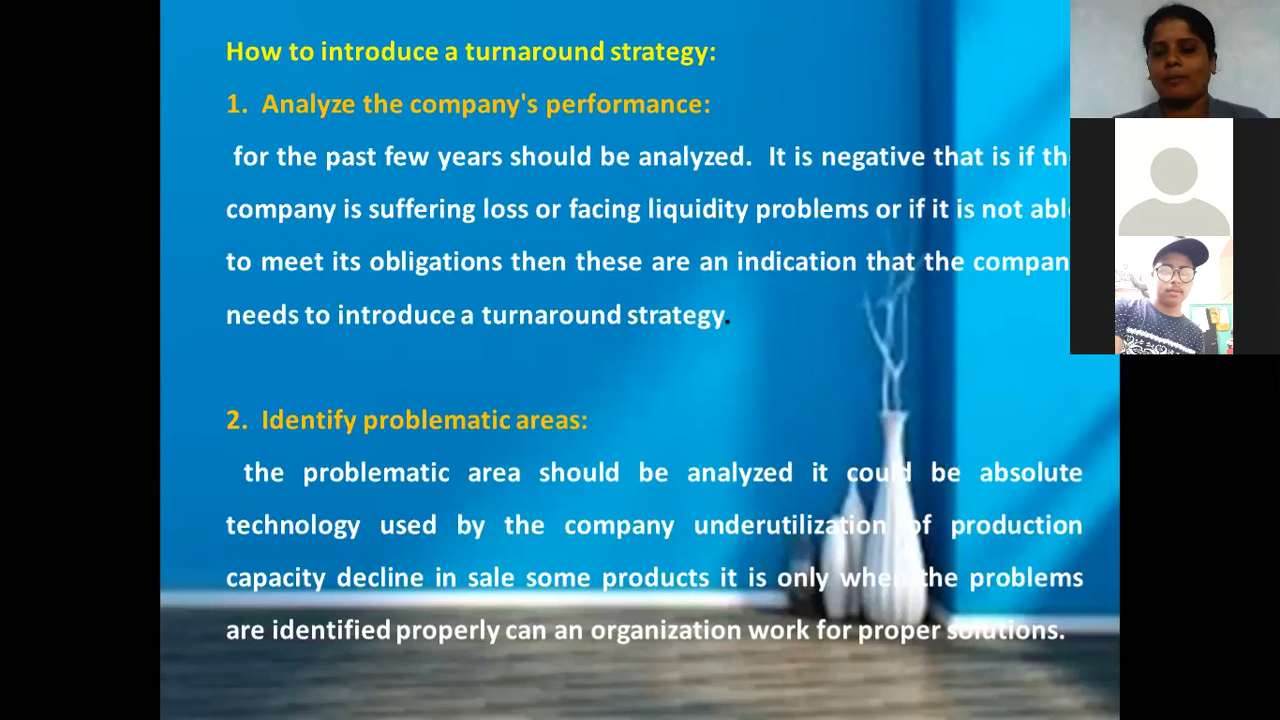 How to introduce a turnaround strategy:
1. Analyze the company's performance:
for the past few years should be analyzed. It is negative that is if
company is suffering loss or facing liquidity problems or if it is not
to meet its obligations then these are an indication that the
needs to introduce a turnaround strategy.
2. Identify problematic areas:
the problematic area should be analyzed it could be absolute
technology used by the company underutilization of production
capacity decline in sale some products it is only when the problems
are identified properly can an organization work for proper solutions.